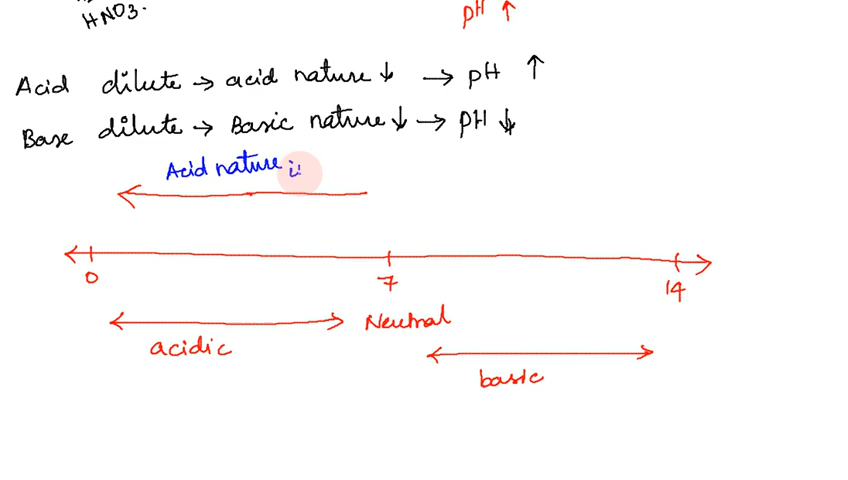 HNO3.
pH ↑
Acid dilute → acid nature ↓ → pH ↑
Base dilute → Basic nature ↓ → pH ↓
Acid nature
0 7 14
Neutral
acidic
basic